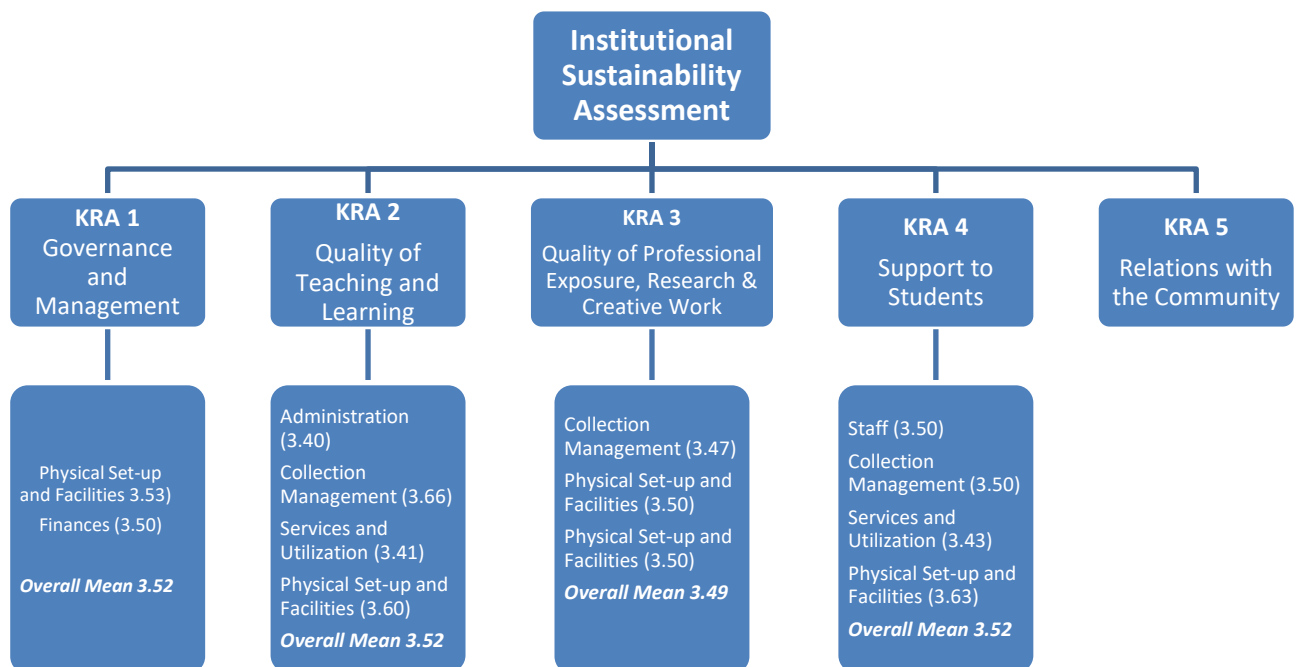 Institutional
Sustainability
Assessment
KRA 1
Governance
and
Management
KRA 2
Quality of
Teaching and
Learning
KRA 3
Quality of Professional
Exposure, Research &
Creative Work
KRA 4
Support to
Students
KRA 5
Relations with
the Community
Physical Set-up
and Facilities 3.53)
Finances (3.50)
Overall Mean 3.52
Administration
(3.40)
Collection
Management (3.66)
Services and
Utilization (3.41)
Physical Set-up and
Facilities (3.60)
Overall Mean 3.52
Collection
Management (3.47)
Physical Set-up and
Facilities (3.50)
Physical Set-up and
Facilities (3.50)
Overall Mean 3.49
Staff (3.50)
Collection
Management (3.50)
Services and
Utilization (3.43)
Physical Set-up and
Facilities (3.63)
Overall Mean 3.52